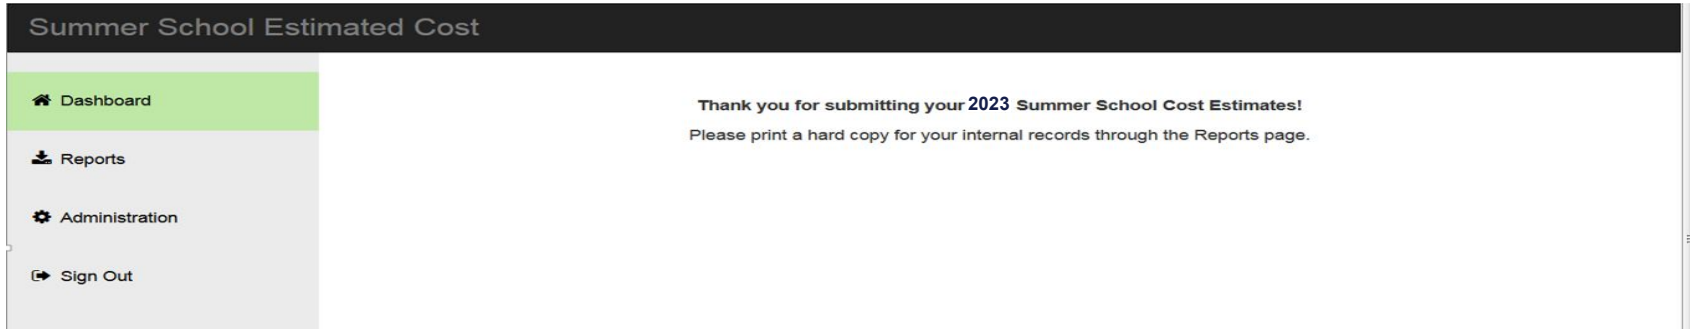 Summer School Estimated Cost
Dashboard
Reports
Administration
Sign Out
Thank you for submitting your 2023 Summer School Cost Estimates!
Please print a hard copy for your internal records through the Reports page.